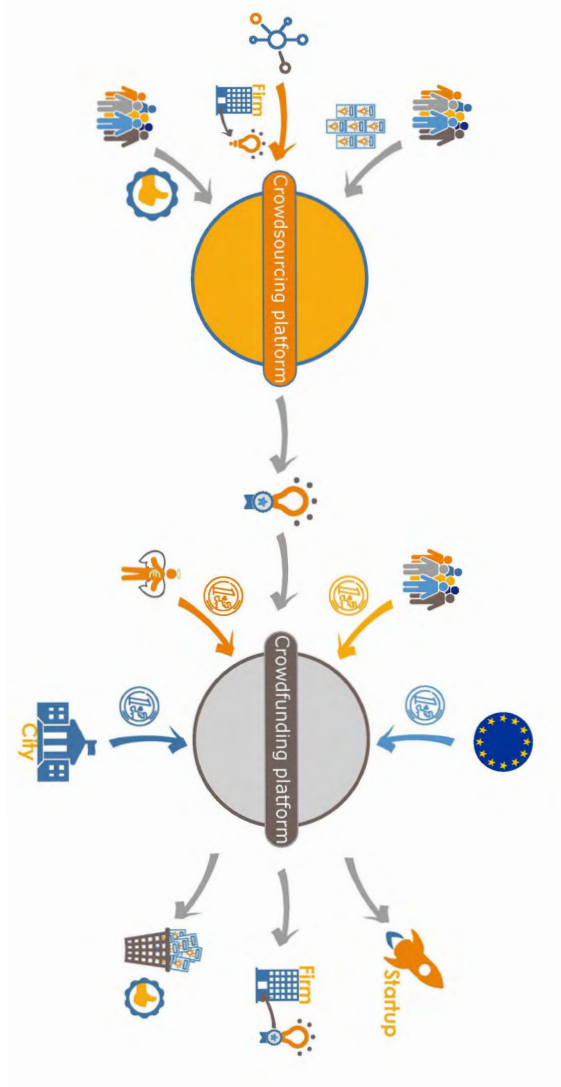 Firm
Crowdsourcing platform
Crowdfunding platform
City
Startup
Firm